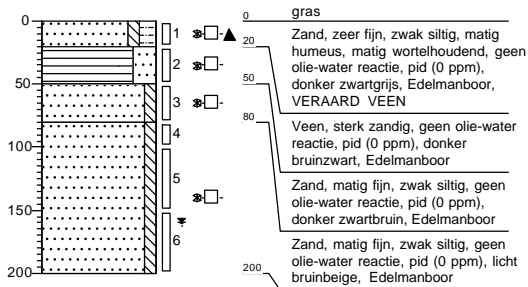 0
50
100
150
200
1
2
3
4
5
6
0
gras
20
Zand, zeer fijn, zwak siltig, matig
humeus, matig wortelhoudend, geen
olie-water reactie, pid (0 ppm),
donker zwartgrijs, Edelmanboor,
VERAARD VEEN
50
Veen, sterk zandig, geen olie-water
reactie, pid (0 ppm), donker
bruinzwart, Edelmanboor
80
Zand, matig fijn, zwak siltig, geen
olie-water reactie, pid (0 ppm),
donker zwartbruin, Edelmanboor
200
Zand, matig fijn, zwak siltig, geen
olie-water reactie, pid (0 ppm), licht
bruinbeige, Edelmanboor